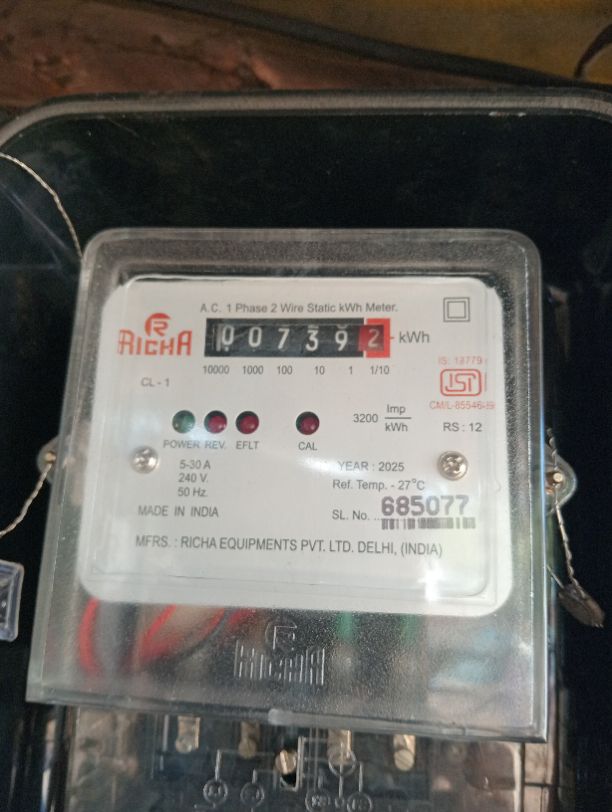 A.C. 1 Phase 2 Wire Static kWh Meter.
R
RICHA
007392 - kWh
10000 1000 100 10 1 1/10
IS: 13779
ISI
CL - 1
3200 Imp
kWh
RS : 12
POWER REV. EFLT CAL
5-30 A
240 V.
50 Hz.
YEAR : 2025
Ref. Temp. - 27°C
MADE IN INDIA
SL. No. ... 685077
MFRS. : RICHA EQUIPMENTS PVT. LTD. DELHI, (INDIA)
R
RICHA